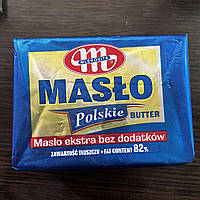 MLEKOVITA
MASŁO
Polskie BUTTER
Masło ekstra bez dodatków
ZAWARTOŚĆ TŁUSZCZU • FAT CONTENT 82%